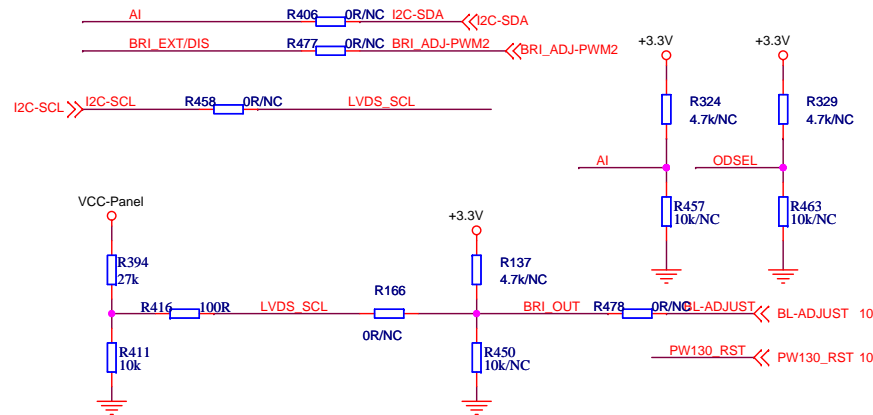 AI R406 0R/NC I2C-SDA I2C-SDA
BRI_EXT/DIS R477 0R/NC BRI_ADJ-PWM2 BRI_ADJ-PWM2
+3.3V +3.3V
I2C-SCL I2C-SCL R458 0R/NC LVDS_SCL
R324 R329
4.7k/NC 4.7k/NC
AI ODSEL
VCC-Panel
R457 R463
10k/NC 10k/NC
+3.3V
R394 R137
27k 4.7k/NC
R166
R416 100R LVDS_SCL BRI_OUT R478 0R/NC BL-ADJUST BL-ADJUST 10
0R/NC
R411 R450
10k 10k/NC
PW130_RST PW130_RST 10